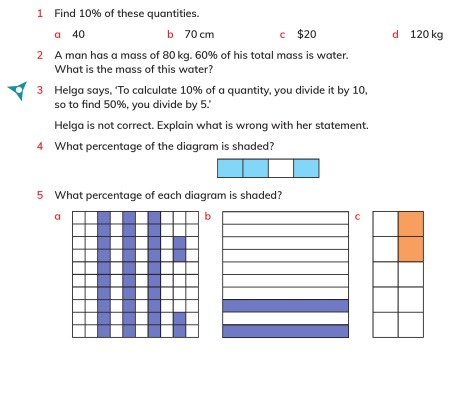 1 Find 10% of these quantities.
a 40 b 70 cm c $20 d 120 kg
2 A man has a mass of 80 kg. 60% of his total mass is water.
What is the mass of this water?
3 Helga says, ‘To calculate 10% of a quantity, you divide it by 10,
so to find 50%, you divide by 5.’
Helga is not correct. Explain what is wrong with her statement.
4 What percentage of the diagram is shaded?
5 What percentage of each diagram is shaded?
a b c